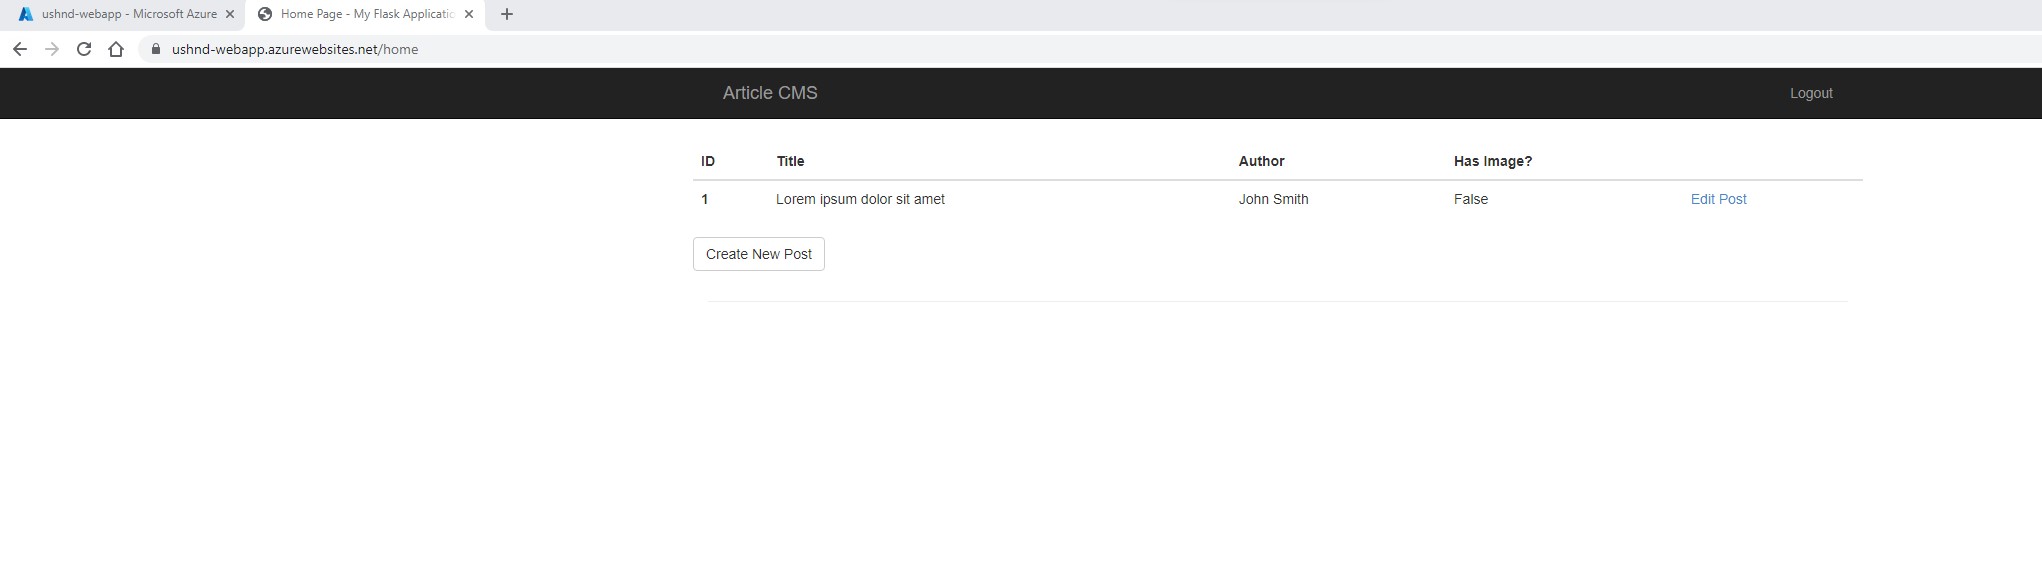 ushnd-webapp - Microsoft Azure
Home Page - My Flask Applicatic
ushnd-webapp.azurewebsites.net/home
Article CMS Logout
ID Title Author Has Image?
1 Lorem ipsum dolor sit amet John Smith False Edit Post
Create New Post